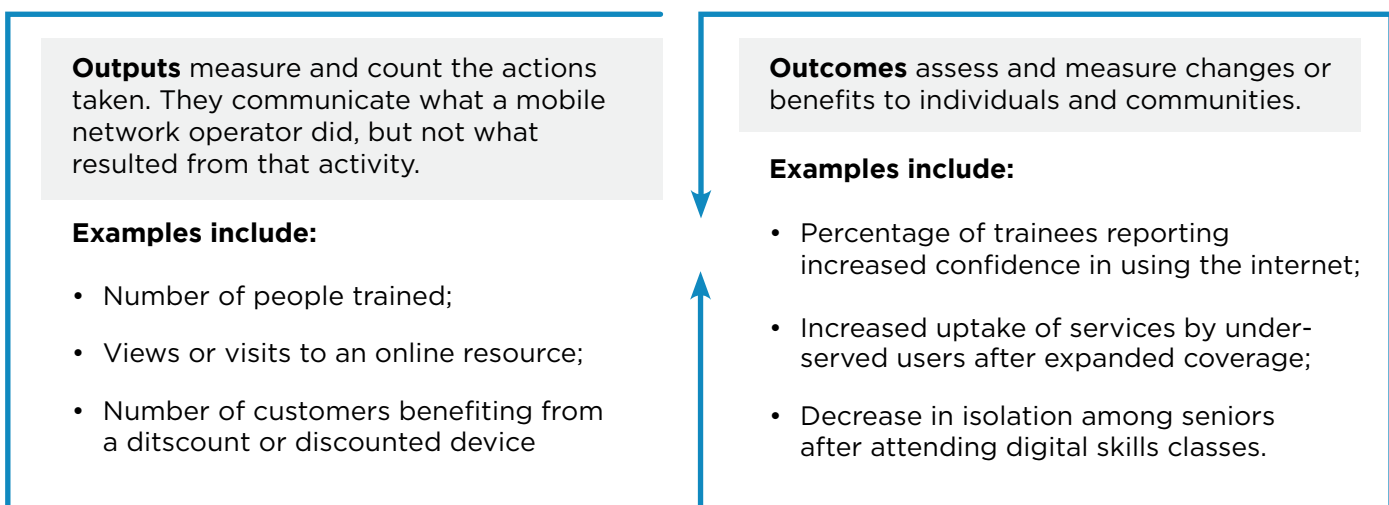 Outputs measure and count the actions
taken. They communicate what a mobile
network operator did, but not what
resulted from that activity.
Examples include:
• Number of people trained;
• Views or visits to an online resource;
• Number of customers benefiting from
a ditscount or discounted device
Outcomes assess and measure changes or
benefits to individuals and communities.
Examples include:
• Percentage of trainees reporting
increased confidence in using the internet;
• Increased uptake of services by under-
served users after expanded coverage;
• Decrease in isolation among seniors
after attending digital skills classes.